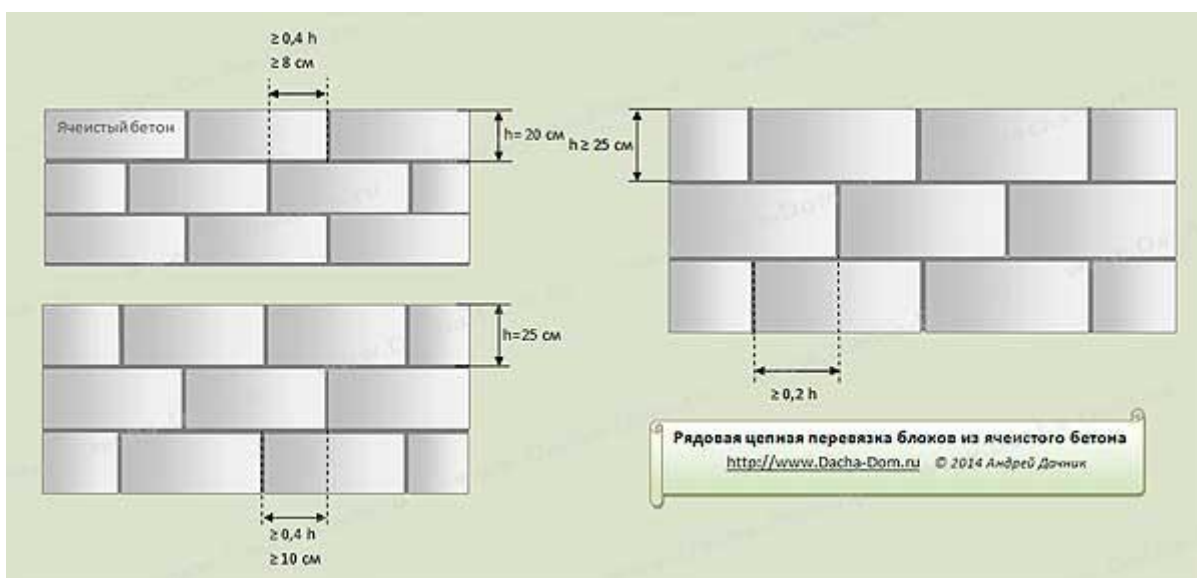 ≥ 0,4 h
≥ 8 см
Ячеистый бетон
h= 20 см
h ≥ 25 см
h=25 см
≥ 0,2 h
≥ 0,4 h
≥ 10 см
Рядовая цепная перевязка блоков из ячеистого бетона
http://www.Dacha-Dom.ru © 2014 Андрей Дачник